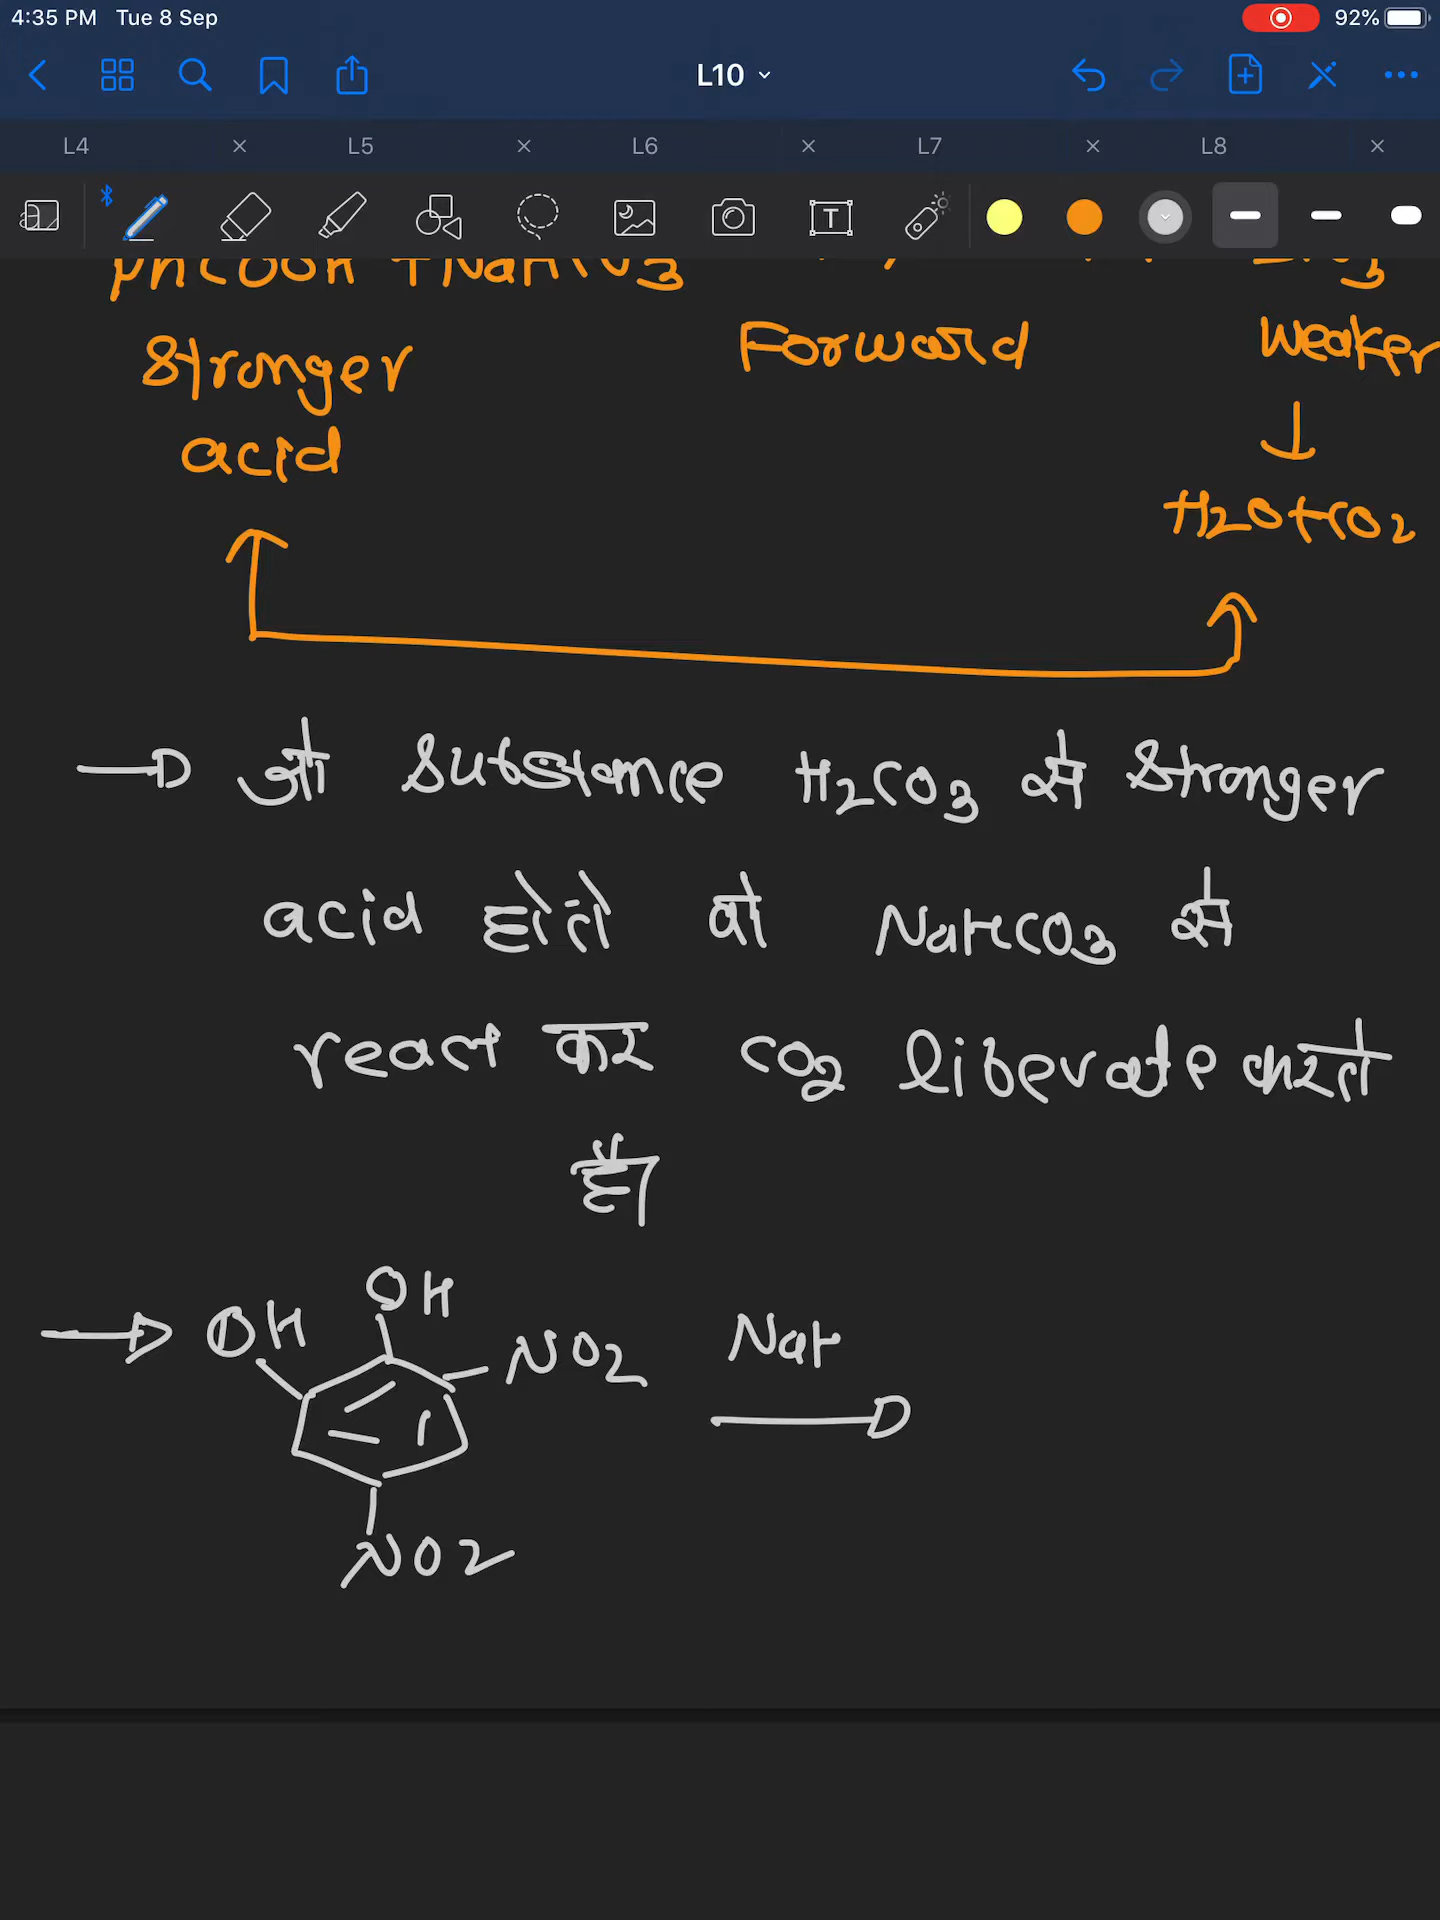 4:35 PM Tue 8 Sep 92%
L10
L4 × L5 × L6 × L7 × L8 ×
T
Forward
Stronger Weaker
acid
H2O+CO2
जो Substance H2CO3 से Stronger
acid होते वो NaHCO3 से
react कर CO2 liberate करते
हैं।
OH
OH
NO2 NaH
NO2